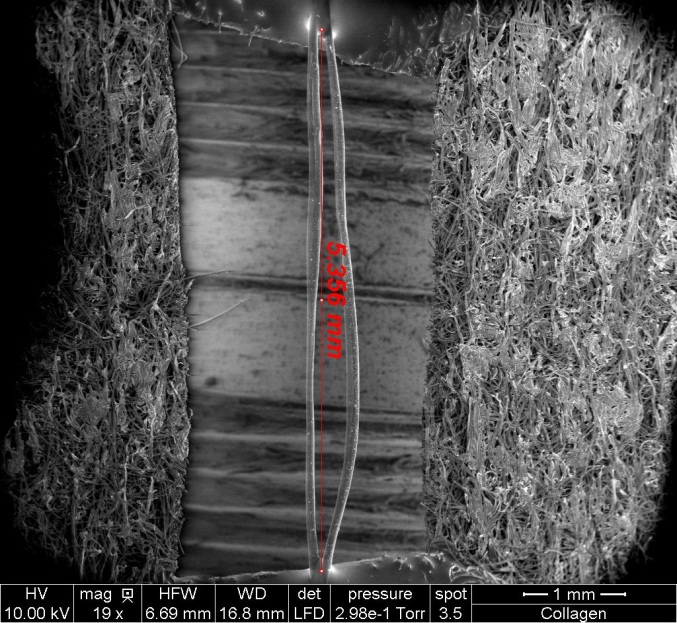 5.356 mm
HV mag HFW WD det pressure spot 1 mm
10.00 kV 19 x 6.69 mm 16.8 mm LFD 2.98e-1 Torr 3.5 Collagen